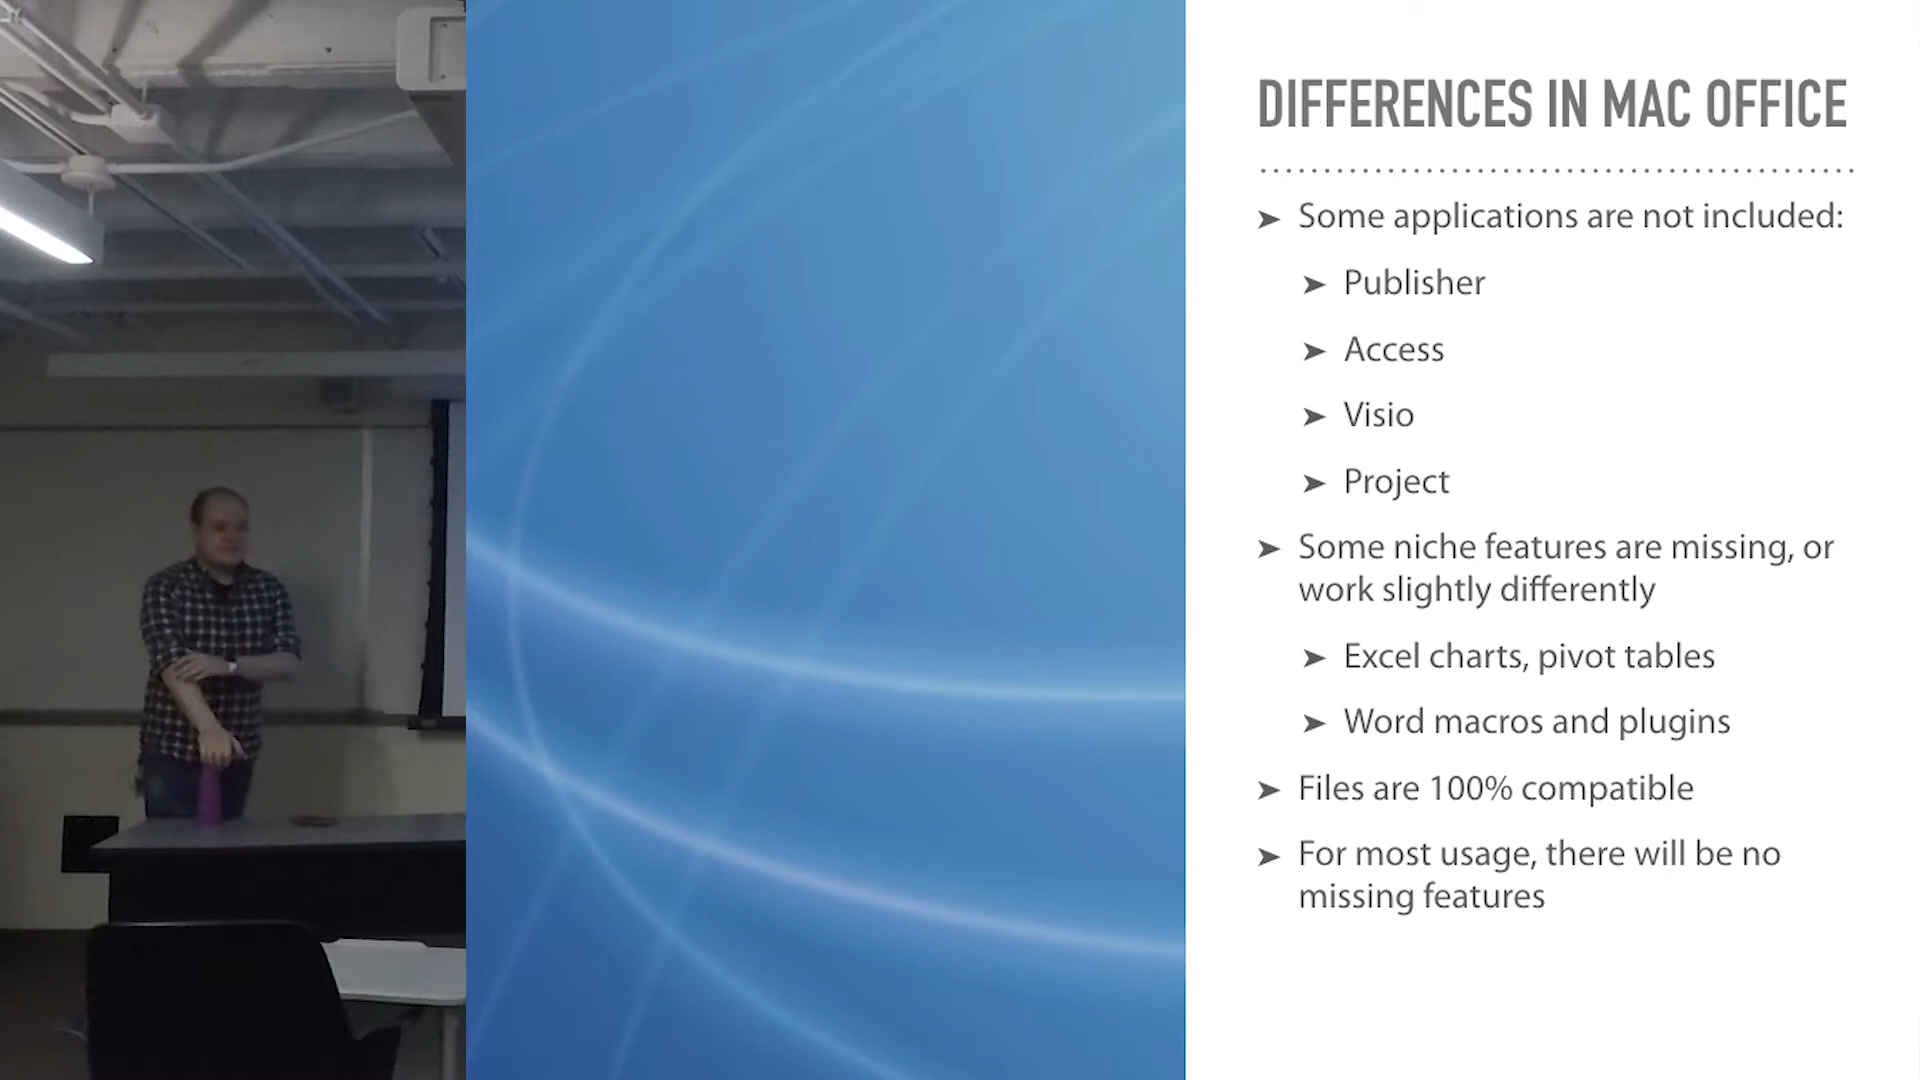 DIFFERENCES IN MAC OFFICE
Some applications are not included:
Publisher
Access
Visio
Project
Some niche features are missing, or
work slightly differently
Excel charts, pivot tables
Word macros and plugins
Files are 100% compatible
For most usage, there will be no
missing features